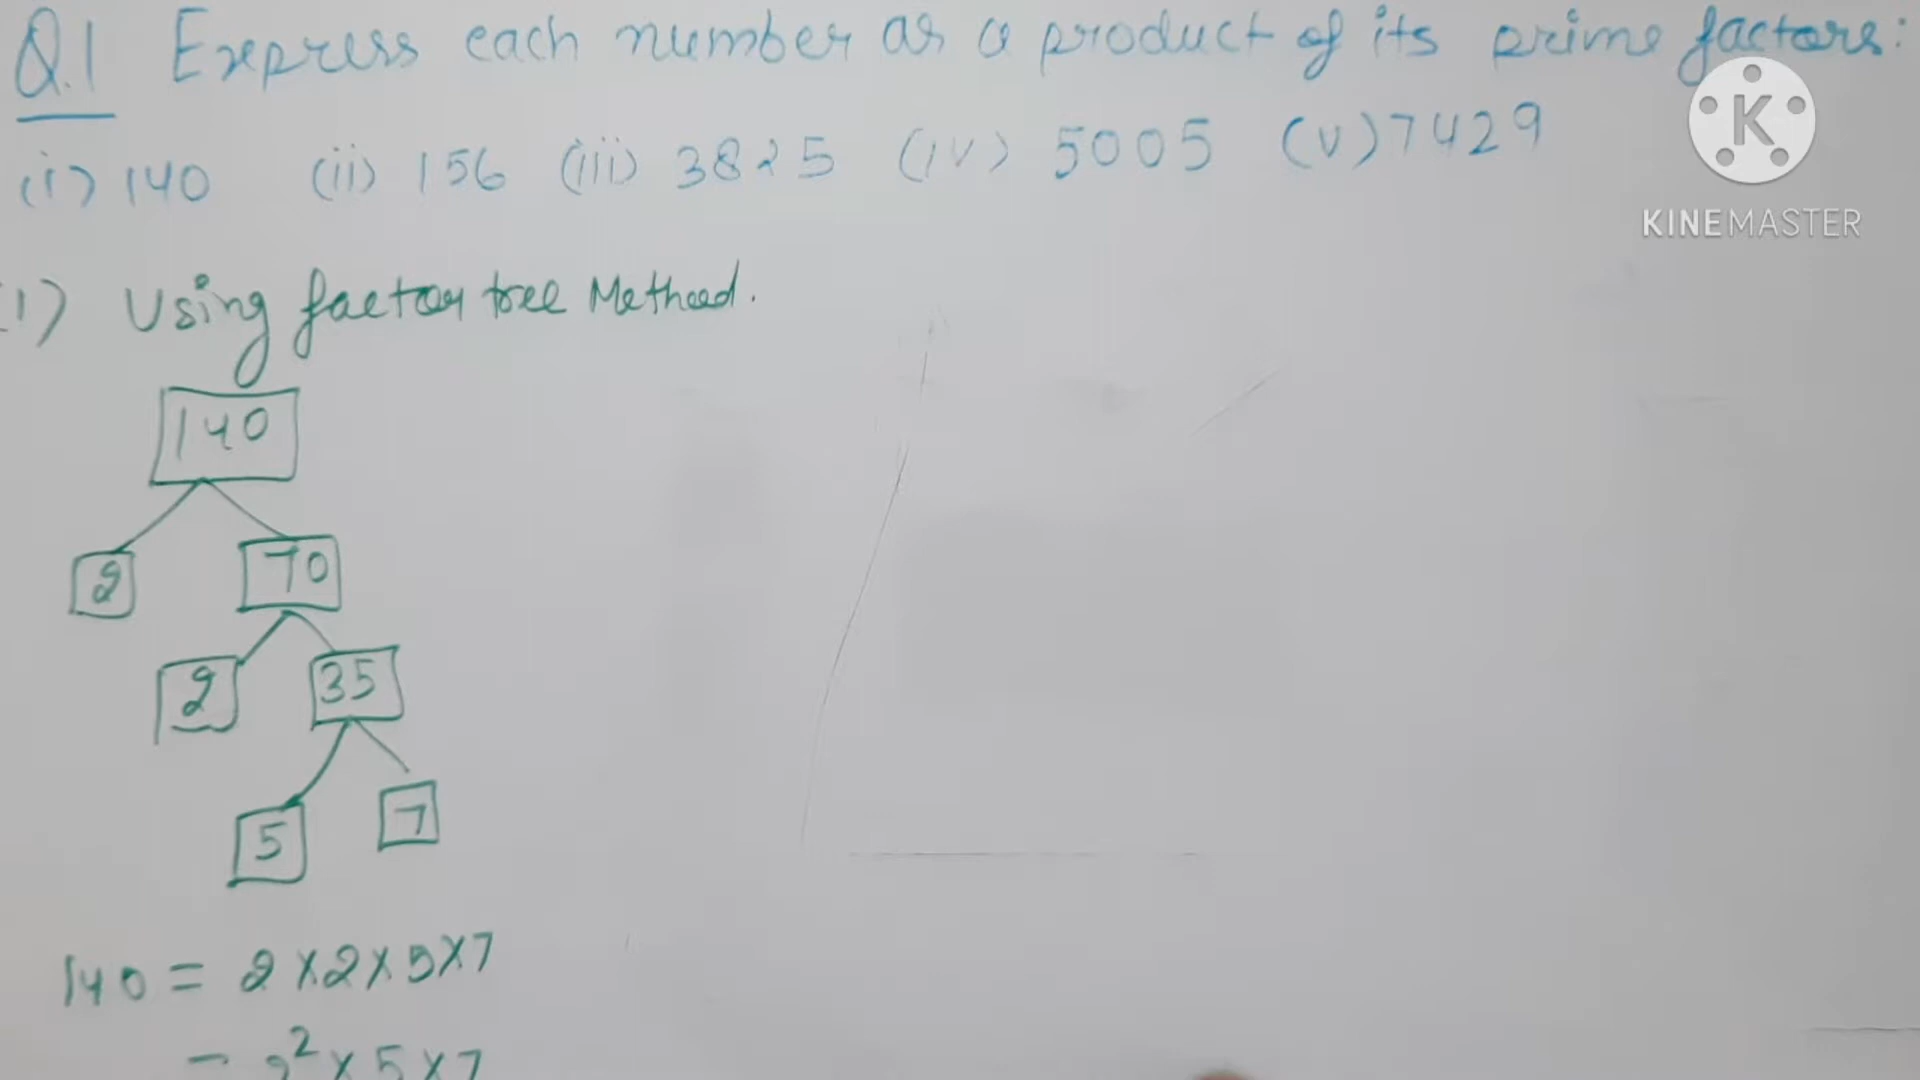 Q.1 Express each number as a product of its prime factors:
(i) 140 (ii) 156 (iii) 3825 (iv) 5005 (v) 7429
K
KINEMASTER
(1) Using factor tree Method.
140
2 70
2 35
5 7
140 = 2×2×5×7
= 2² × 5 × 7